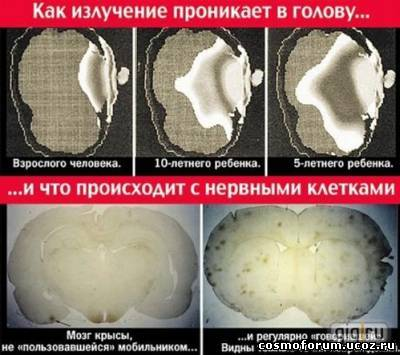 Как излучение проникает в голову...
Взрослого человека.
10-летнего ребенка.
5-летнего ребенка.
...и что происходит с нервными клетками
Мозг крысы,
не «пользовавшейся» мобильником...
...и регулярно
Видны
cosmoforum.ucoz.ru